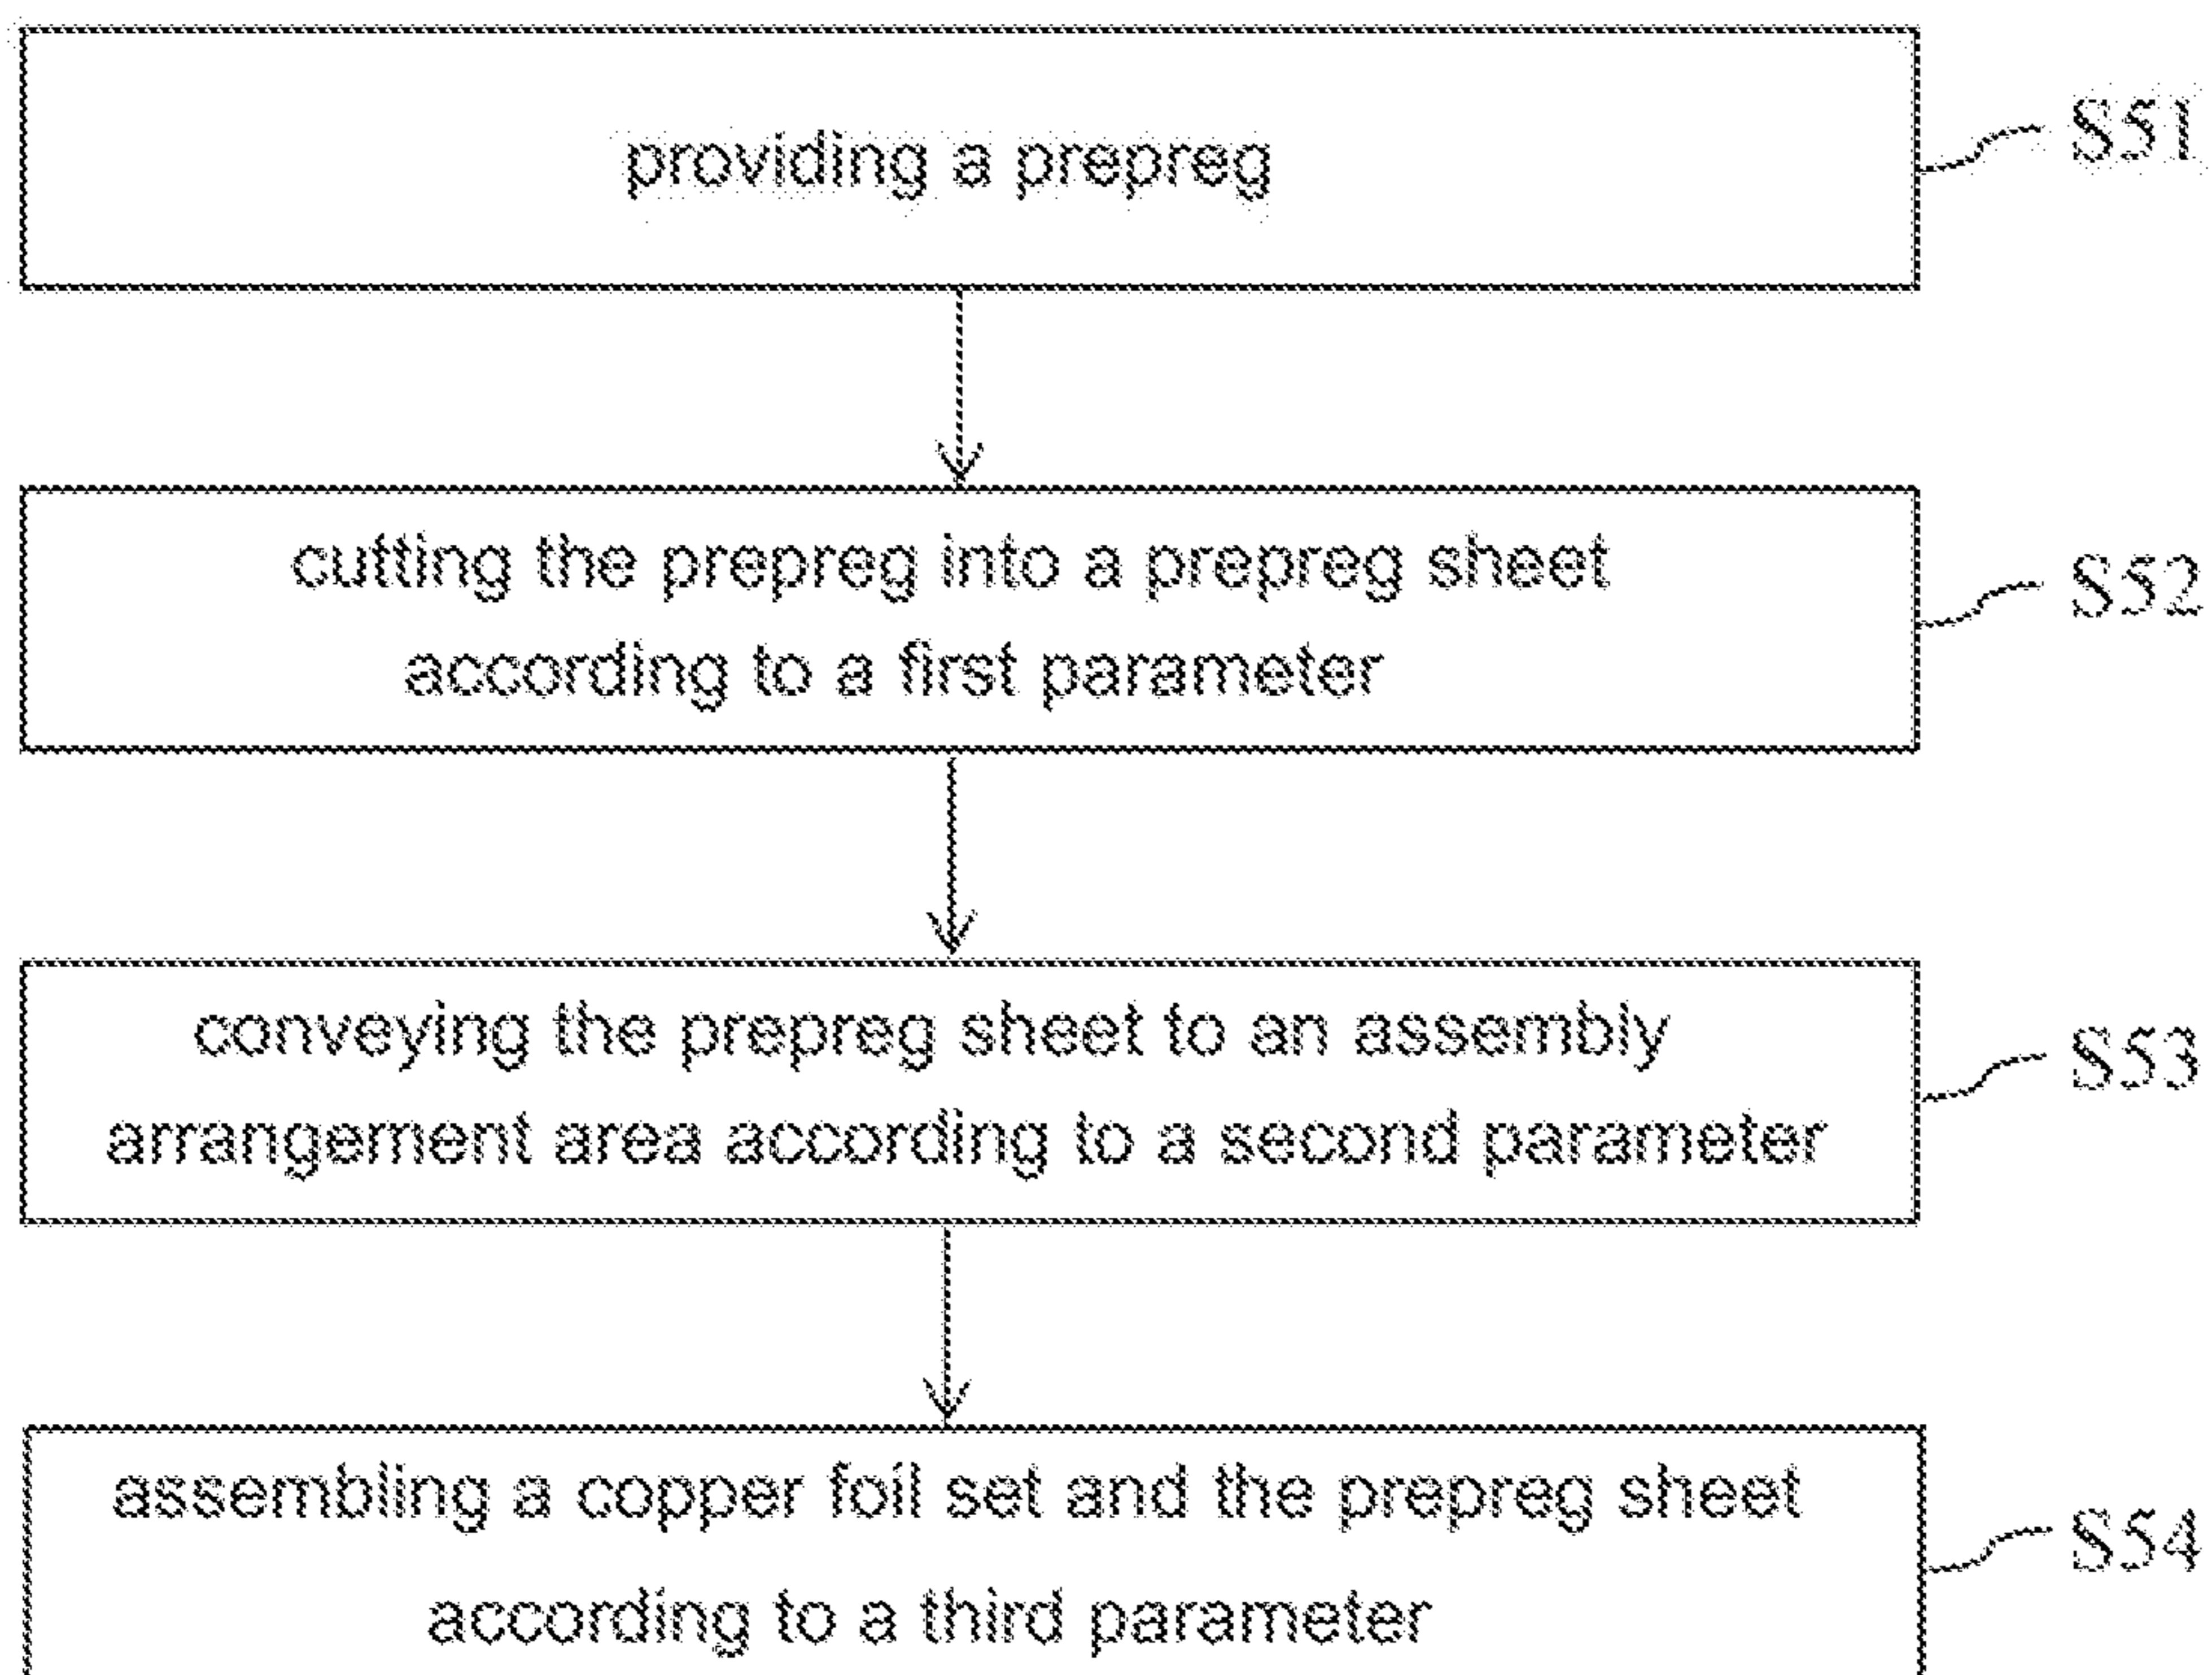 providing a prepreg
S51
cutting the prepreg into a prepreg sheet
according to a first parameter
S52
conveying the prepreg sheet to an assembly
arrangement area according to a second parameter
S53
assembling a copper foil set and the prepreg sheet
according to a third parameter
S54